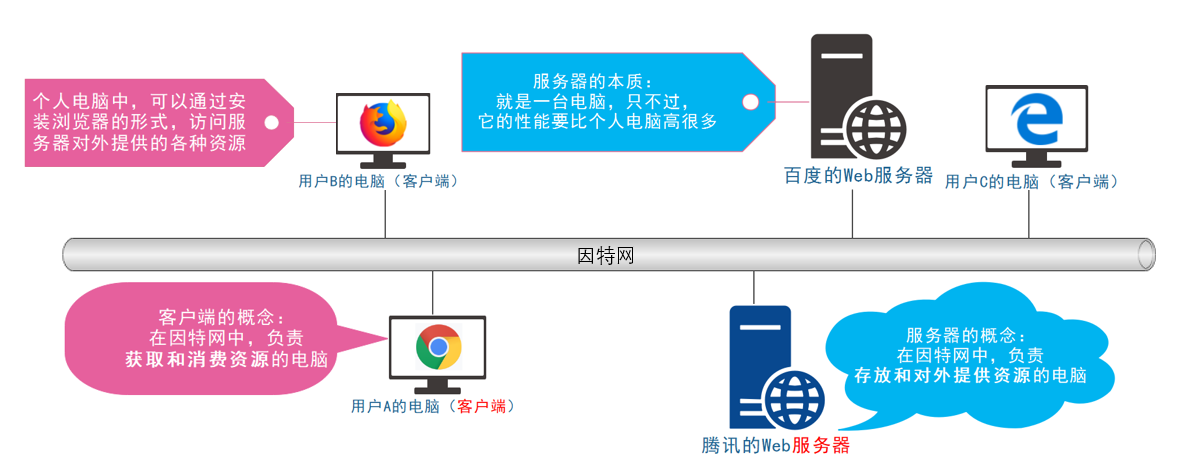 个人电脑中，可以通过安
装浏览器的形式，访问服
务器对外提供的各种资源
用户B的电脑（客户端）
服务器的本质：
就是一台电脑，只不过，
它的性能要比个人电脑高很多
百度的Web服务器
用户C的电脑（客户端）
因特网
客户端的概念：
在因特网中，负责
获取和消费资源的电脑
用户A的电脑（客户端）
腾讯的Web服务器
服务器的概念：
在因特网中，负责
存放和对外提供资源的电脑